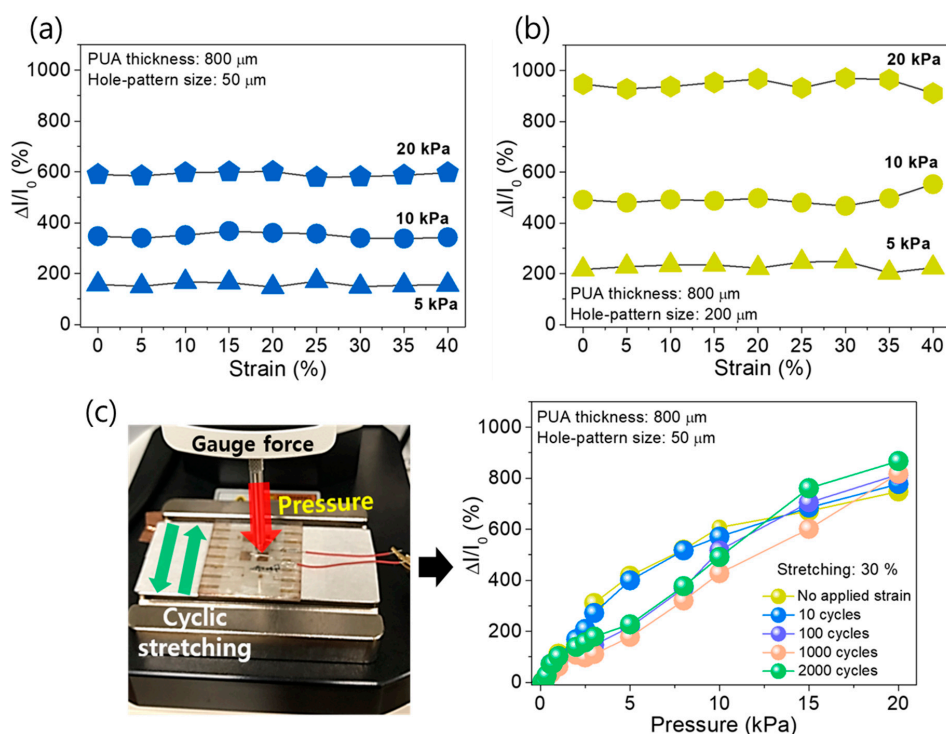 (a)
PUA thickness: 800 μm
Hole-pattern size: 50 μm
20 kPa
10 kPa
5 kPa
1000
800
600
400
200
0
ΔI/I0 (%)
0 5 10 15 20 25 30 35 40
Strain (%)
(b)
20 kPa
10 kPa
5 kPa
PUA thickness: 800 μm
Hole-pattern size: 200 μm
1000
800
600
400
200
0
ΔI/I0 (%)
0 5 10 15 20 25 30 35 40
Strain (%)
(c)
Gauge force
Pressure
Cyclic
stretching
PUA thickness: 800 μm
Hole-pattern size: 50 μm
1000
800
600
400
200
0
ΔI/I0 (%)
Stretching: 30 %
No applied strain
10 cycles
100 cycles
1000 cycles
2000 cycles
0 5 10 15 20
Pressure (kPa)